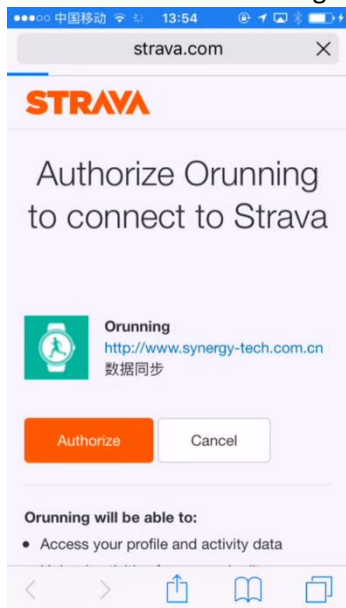 中国移动 13:54
strava.com
STRAVA
Authorize Orunning
to connect to Strava
Orunning
http://www.synergy-tech.com.cn
数据同步
Authorize Cancel
Orunning will be able to:
• Access your profile and activity data